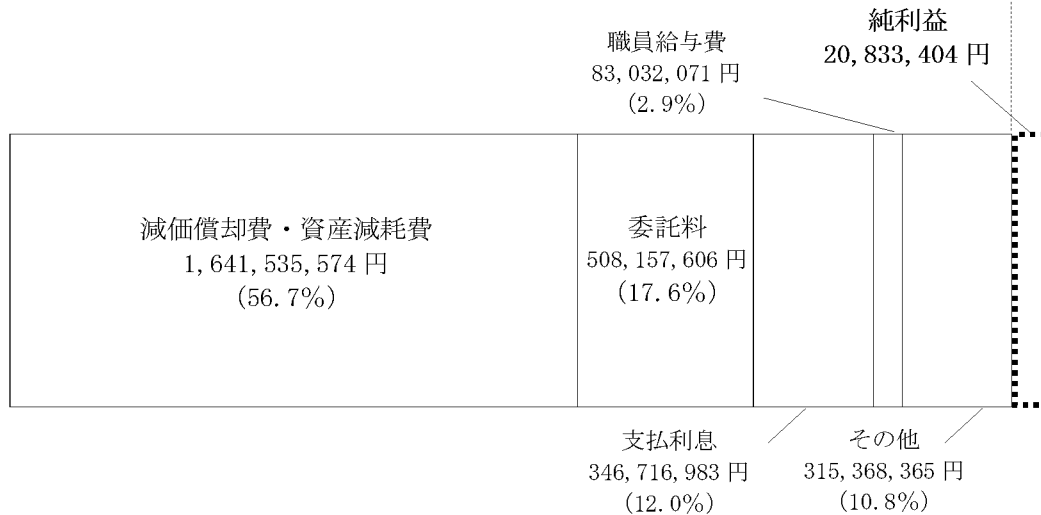 職員給与費
83,032,071 円
(2.9%)
純利益
20,833,404 円
減価償却費・資産減耗費
1,641,535,574 円
(56.7%)
委託料
508,157,606 円
(17.6%)
支払利息
346,716,983 円
(12.0%)
その他
315,368,365 円
(10.8%)